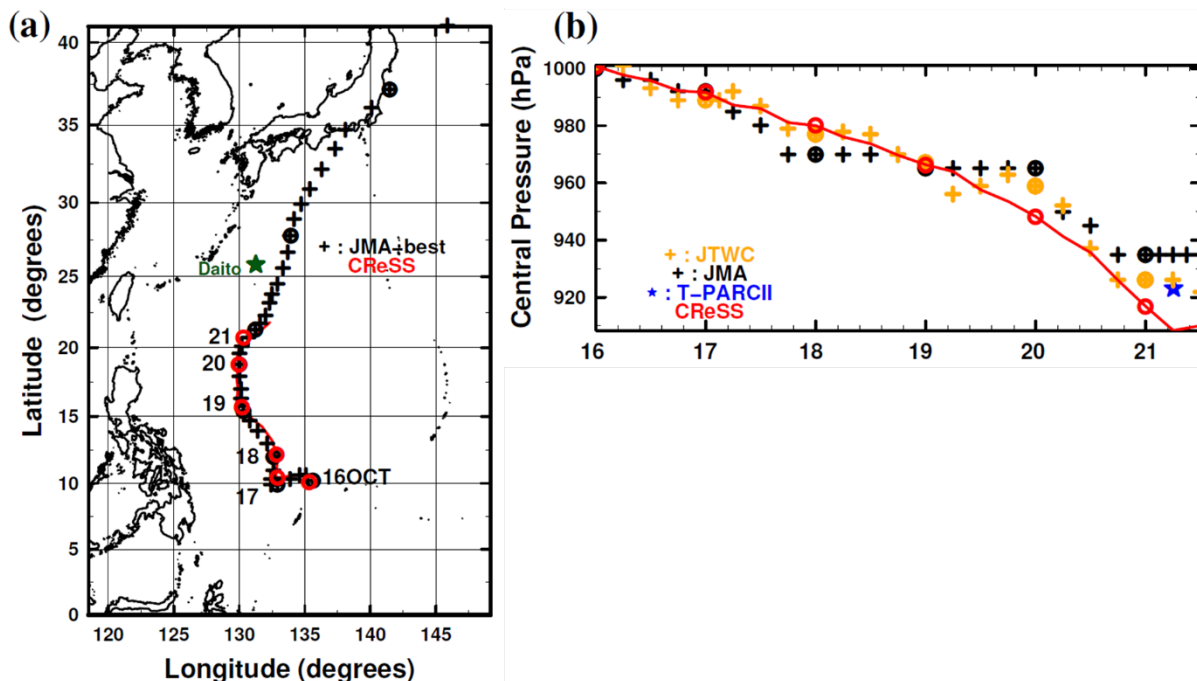 (a)
40
35
30
25
20
15
10
5
0
Latitude (degrees)
120 125 130 135 140 145
Longitude (degrees)
+ : JMA-best
CReSS
Daito
21
20
19
18
17
16OCT
(b)
1000
980
960
940
920
Central Pressure (hPa)
+ : JTWC
+ : JMA
★ : T-PARCII
CReSS
16 17 18 19 20 21